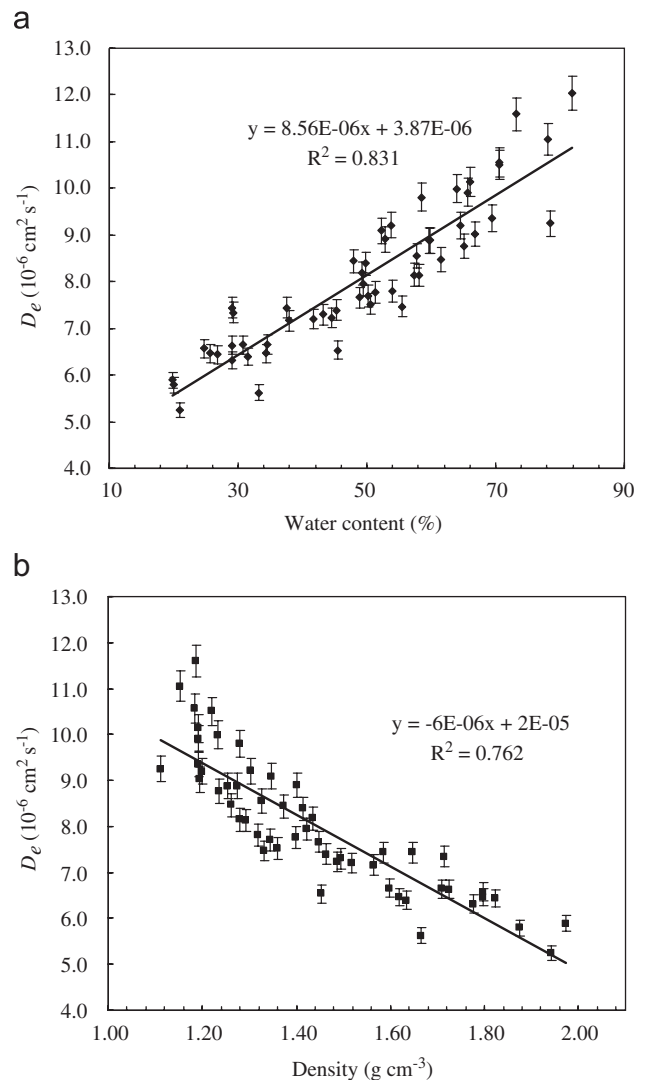 a
13.0
12.0
11.0
10.0
9.0
8.0
7.0
6.0
5.0
4.0
Dₑ (10⁻⁶ cm² s⁻¹)
y = 8.56E-06x + 3.87E-06
R² = 0.831
10 30 50 70 90
Water content (%)
b
13.0
12.0
11.0
10.0
9.0
8.0
7.0
6.0
5.0
4.0
Dₑ (10⁻⁶ cm² s⁻¹)
y = -6E-06x + 2E-05
R² = 0.762
1.00 1.20 1.40 1.60 1.80 2.00
Density (g cm⁻³)